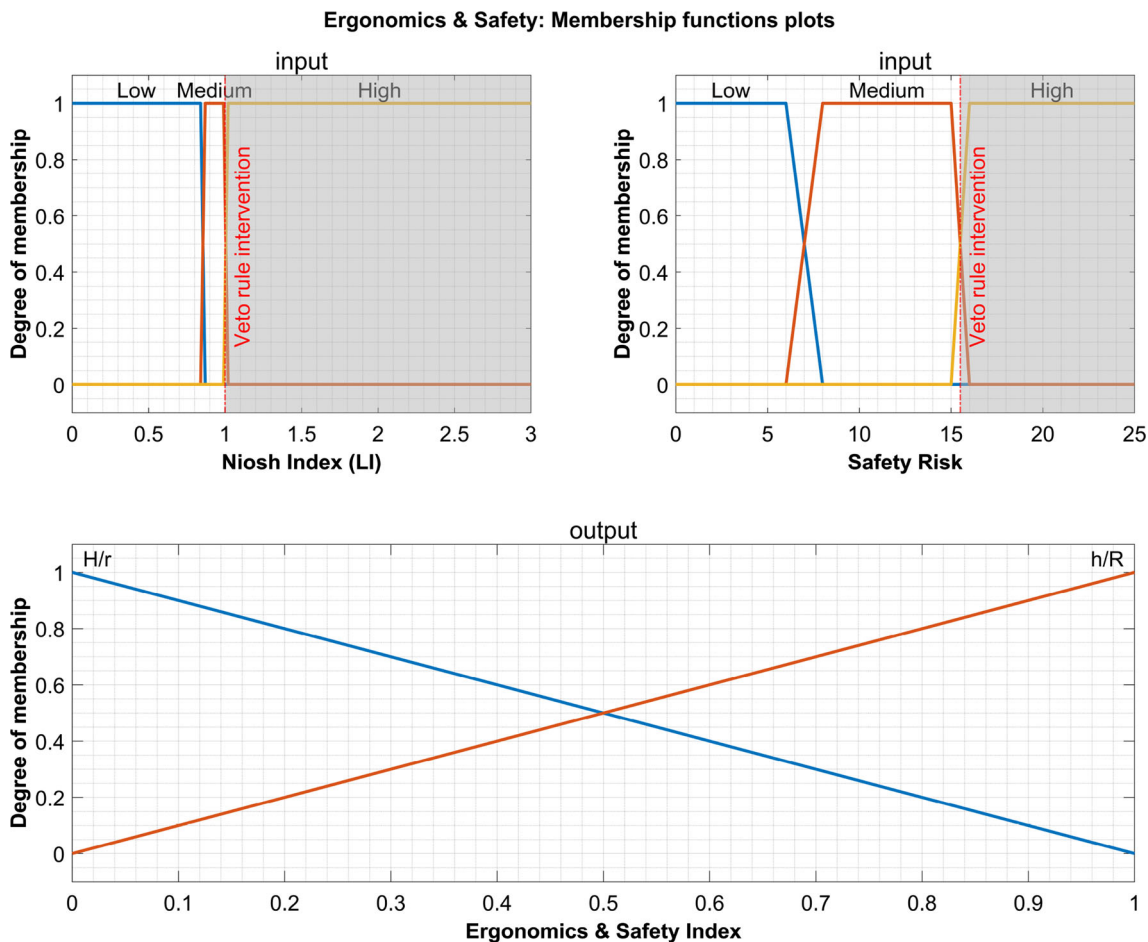 Ergonomics & Safety: Membership functions plots
input
Low Medium High
Degree of membership
1
0.8
0.6
0.4
0.2
0
Veto rule intervention
0 0.5 1 1.5 2 2.5 3
Niosh Index (LI)
input
Low Medium High
Degree of membership
1
0.8
0.6
0.4
0.2
0
Veto rule intervention
0 5 10 15 20 25
Safety Risk
output
H/r h/R
Degree of membership
1
0.8
0.6
0.4
0.2
0
0 0.1 0.2 0.3 0.4 0.5 0.6 0.7 0.8 0.9 1
Ergonomics & Safety Index